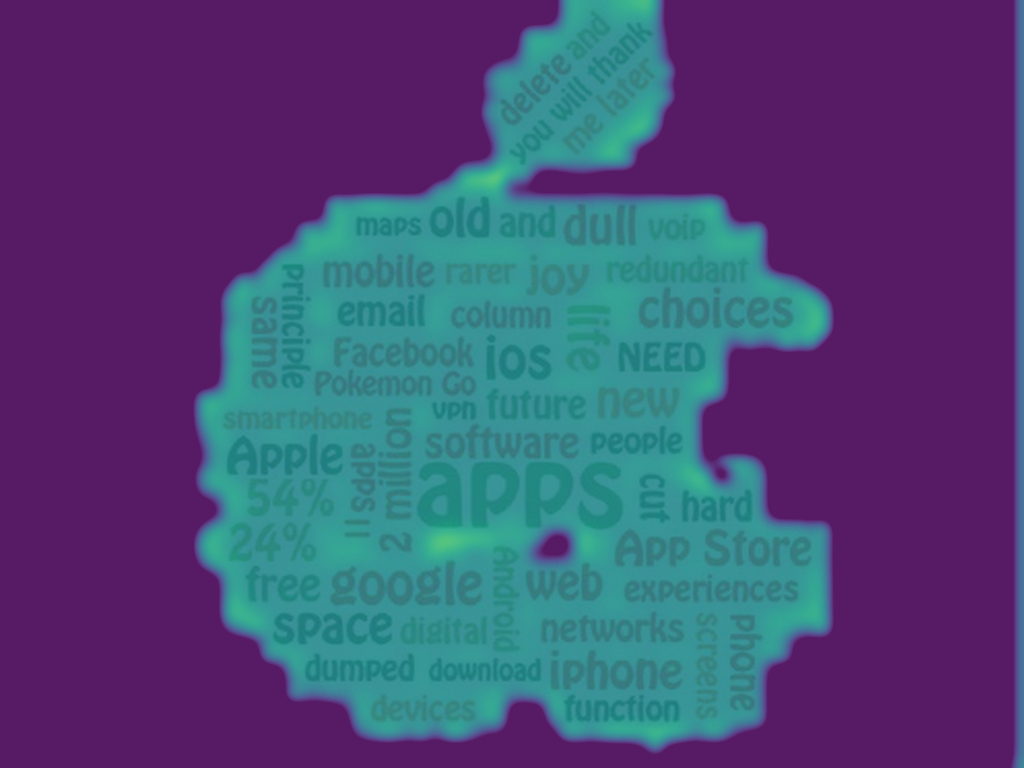 delete and
you will thank
me later
maps old and dull voip
mobile rarer joy redundant
principle
same
email column life choices
Facebook ios NEED
Pokemon Go
vpn future new
smartphone
software people
Apple apps II 2 million apps cut hard
54%
24%
App Store
free google Android web experiences
space digital networks screens phone
dumped download iphone
devices function